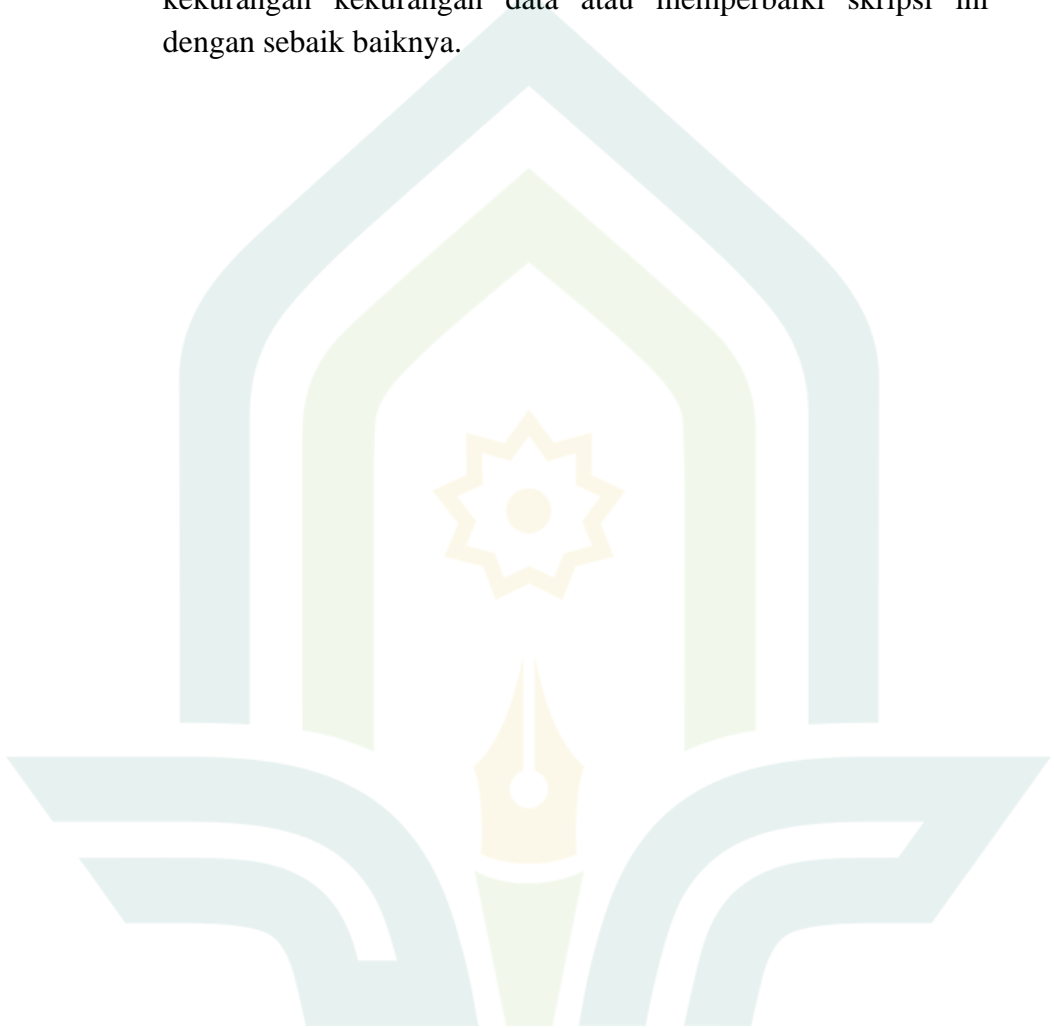 kekurangan kekurangan data atau memperbaiki skripsi ini
dengan sebaik baiknya.